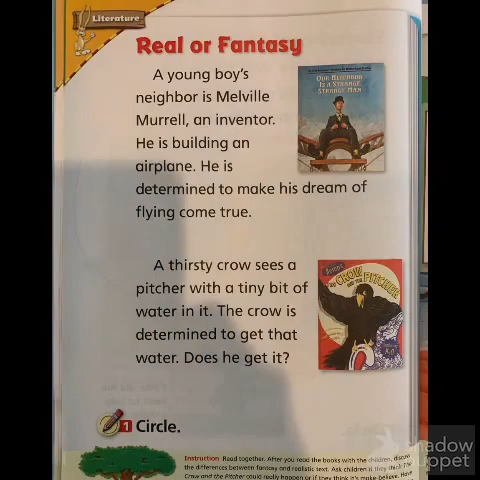 Literature
Real or Fantasy
A young boy's
neighbor is Melville
Murrell, an inventor.
He is building an
airplane. He is
determined to make his dream of
flying come true.
OUR NEIGHBOR
IS A STRANGE,
STRANGE MAN
A thirsty crow sees a
pitcher with a tiny bit of
water in it. The crow is
determined to get that
water. Does he get it?
CROW
AND THE
PITCHER
1 Circle.
Instruction Read together. After you read the books with the children, discuss
the differences between fantasy and realistic text. Ask children if they think The
Crow and the Pitcher could really happen or if they think it's make-believe. Have
shadow
puppet